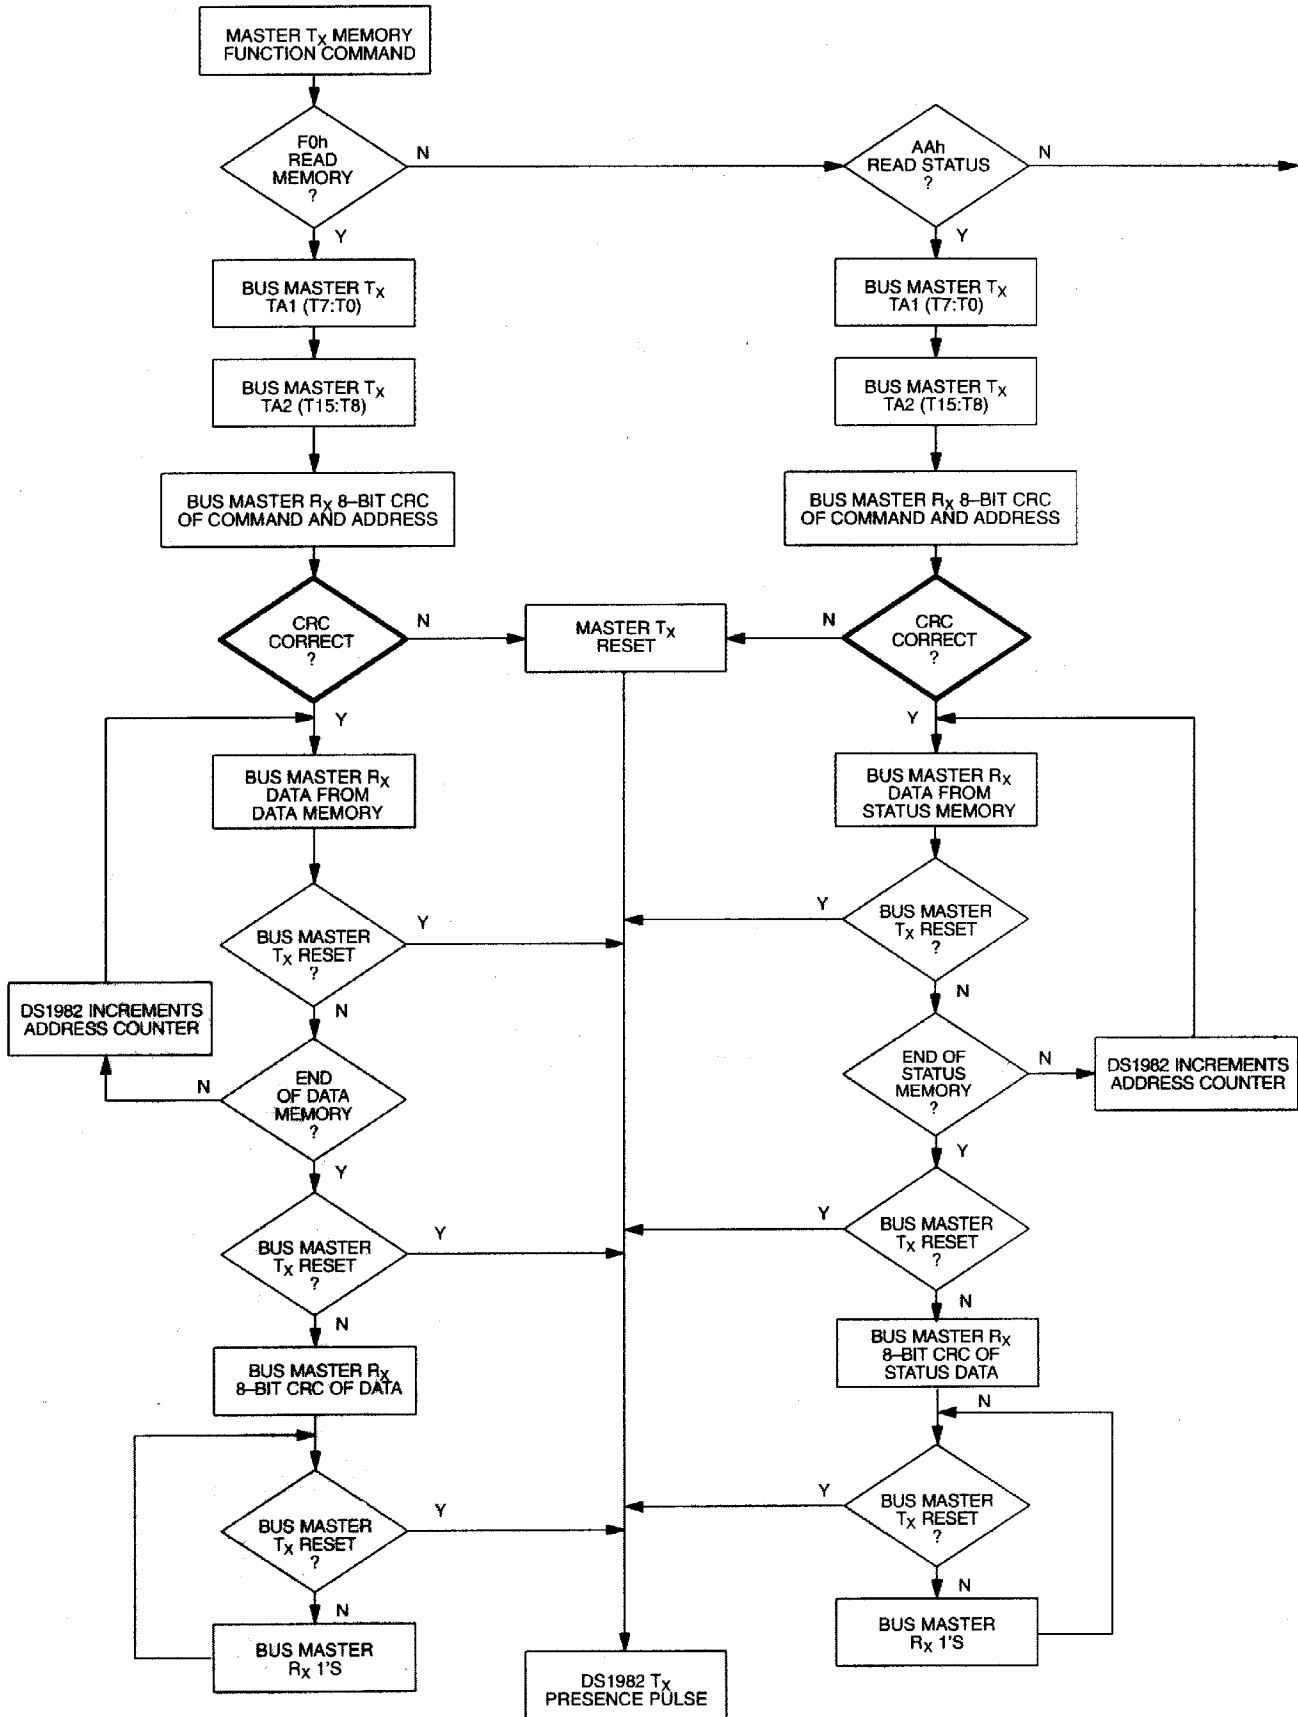 MASTER TX MEMORY
FUNCTION COMMAND
F0h
READ
MEMORY
?
N
Y
AAh
READ STATUS
?
N
Y
BUS MASTER TX
TA1 (T7:T0)
BUS MASTER TX
TA1 (T7:T0)
BUS MASTER TX
TA2 (T15:T8)
BUS MASTER TX
TA2 (T15:T8)
BUS MASTER RX 8–BIT CRC
OF COMMAND AND ADDRESS
BUS MASTER RX 8–BIT CRC
OF COMMAND AND ADDRESS
CRC
CORRECT
?
N
Y
MASTER TX
RESET
N
CRC
CORRECT
?
Y
BUS MASTER RX
DATA FROM
DATA MEMORY
BUS MASTER RX
DATA FROM
STATUS MEMORY
BUS MASTER
TX RESET
?
Y
N
Y
BUS MASTER
TX RESET
?
N
DS1982 INCREMENTS
ADDRESS COUNTER
N
END
OF DATA
MEMORY
?
Y
END OF
STATUS
MEMORY
?
N
Y
DS1982 INCREMENTS
ADDRESS COUNTER
BUS MASTER
TX RESET
?
Y
N
Y
BUS MASTER
TX RESET
?
N
BUS MASTER RX
8–BIT CRC OF DATA
BUS MASTER RX
8–BIT CRC OF
STATUS DATA
N
BUS MASTER
TX RESET
?
Y
N
Y
BUS MASTER
TX RESET
?
N
BUS MASTER
RX 1'S
BUS MASTER
RX 1'S
DS1982 TX
PRESENCE PULSE